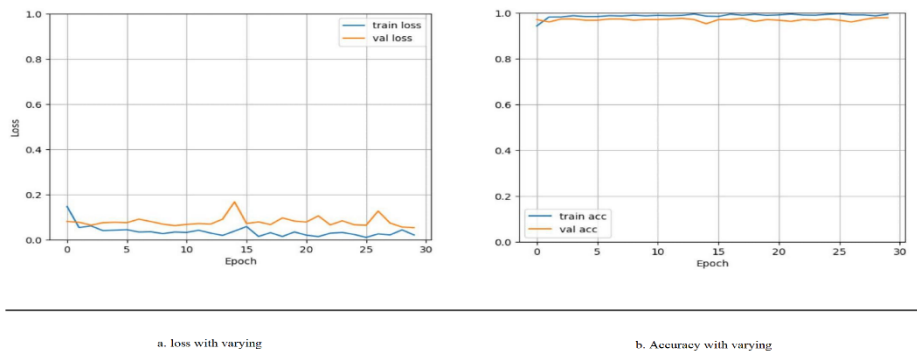 train loss
val loss
1.0
0.8
0.6
0.4
0.2
0.0
Loss
0 5 10 15 20 25 30
Epoch
1.0
0.8
0.6
0.4
0.2
0.0
train acc
val acc
0 5 10 15 20 25 30
Epoch
a. loss with varying
b. Accuracy with varying